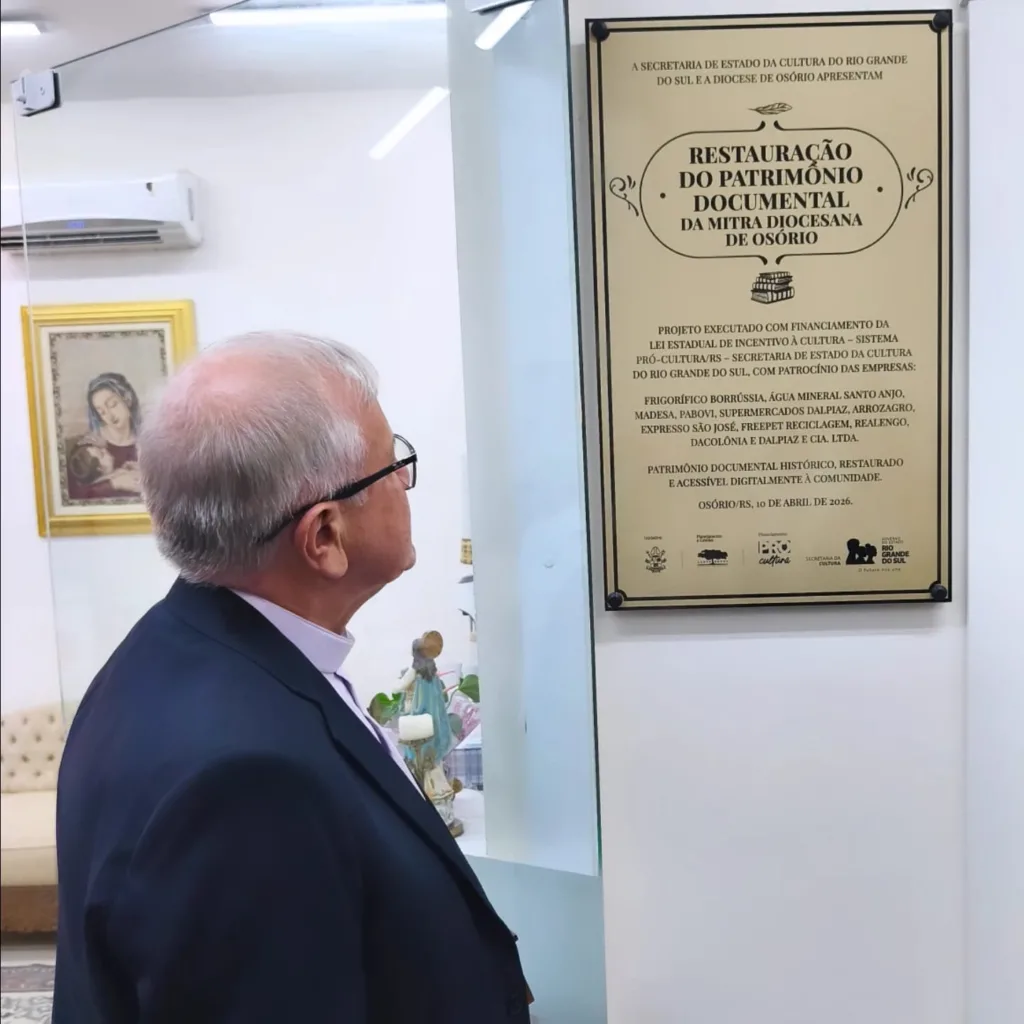 A SECRETARIA DE ESTADO DA CULTURA DO RIO GRANDE
DO SUL E A DIOCESE DE OSÓRIO APRESENTAM
RESTAURAÇÃO
DO PATRIMÔNIO
DOCUMENTAL
DA MITRA DIOCESANA
DE OSÓRIO
PROJETO EXECUTADO COM FINANCIAMENTO DA
LEI ESTADUAL DE INCENTIVO À CULTURA – SISTEMA
PRÓ-CULTURA/RS – SECRETARIA DE ESTADO DA CULTURA
DO RIO GRANDE DO SUL, COM PATROCÍNIO DAS EMPRESAS:
FRIGORÍFICO BORRÚSSIA, ÁGUA MINERAL SANTO ANJO,
MADESA, PABOVI, SUPERMERCADOS DALPIAZ, ARROZAGRO,
EXPRESSO SÃO JOSÉ, FREEPET RECICLAGEM, REALENGO,
DACOLÔNIA E DALPIAZ E CIA. LTDA.
PATRIMÔNIO DOCUMENTAL HISTÓRICO, RESTAURADO
E ACESSÍVEL DIGITALMENTE À COMUNIDADE.
OSÓRIO/RS, 10 DE ABRIL DE 2026.
Financiamento
PRÓ
cultura
SECRETARIA DA
CULTURA
GOVERNO DO ESTADO
RIO
GRANDE
DO SUL